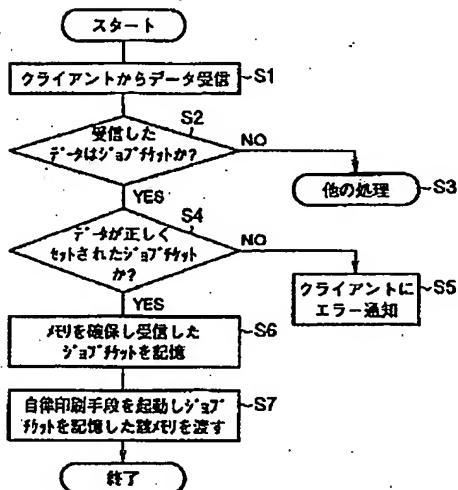 スタート
クライアントからデータ受信
S1
S2
受信した
データはジョブチケットか?
NO
YES
他の処理
S3
S4
データが正しく
セットされたジョブチケット
か?
NO
YES
クライアントに
エラー通知
S5
メモリを確保し受信した
ジョブチケットを記憶
S6
自律印刷手段を起動しジョブ
チケットを記憶した該メモリを渡す
S7
終了